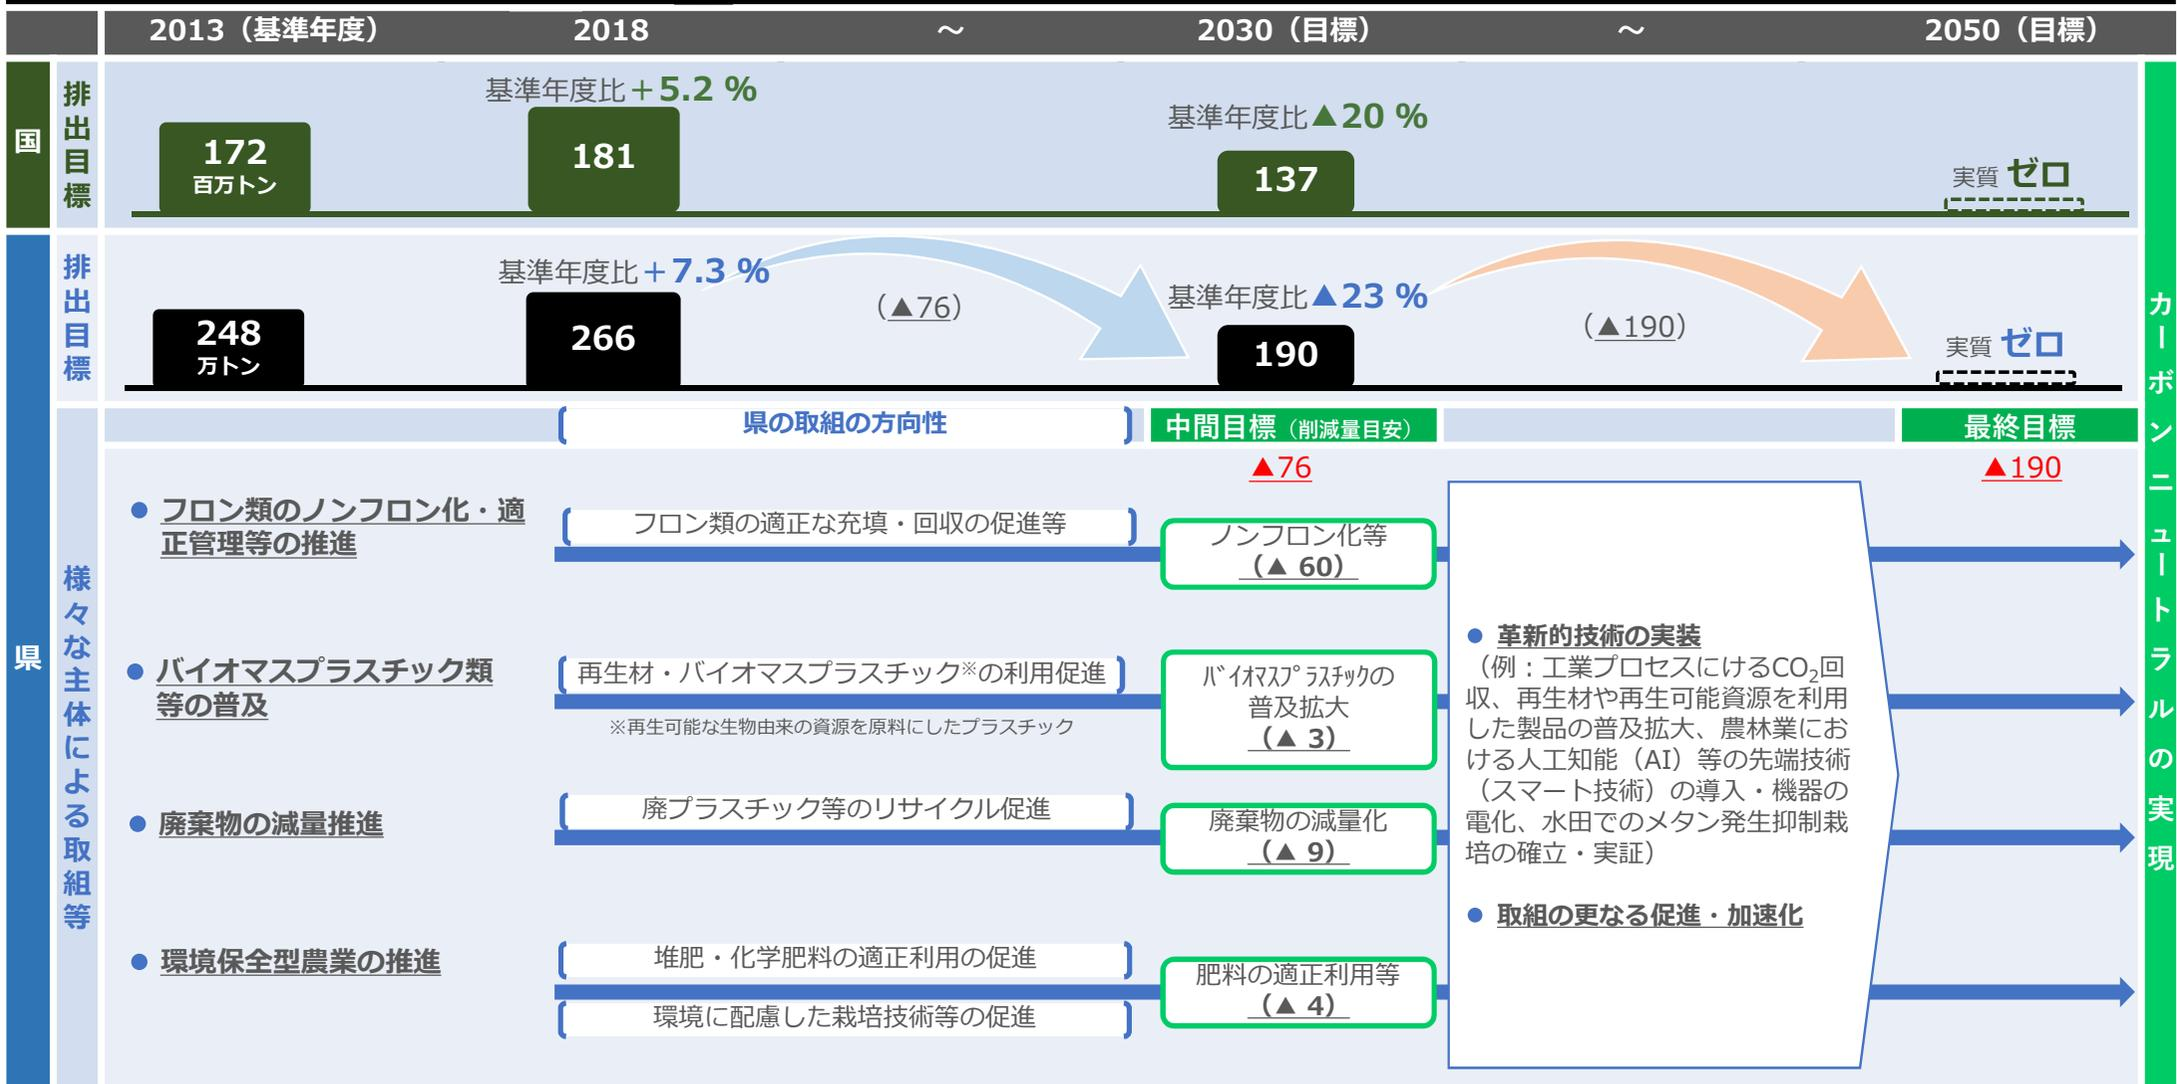 2013（基準年度） 2018 ～ 2030（目標） ～ 2050（目標）
国
排出目標
基準年度比＋5.2 %
基準年度比▲20 %
172
百万トン
181
137
実質 ゼロ
県
排出目標
基準年度比＋7.3 %
（▲76）
基準年度比▲23 %
（▲190）
248
万トン
266
190
実質 ゼロ
様々な主体による取組等
県の取組の方向性
中間目標（削減量目安）
最終目標
▲76
▲190
● フロン類のノンフロン化・適
正管理等の推進
フロン類の適正な充填・回収の促進等
ノンフロン化等
（▲ 60）
● バイオマスプラスチック類
等の普及
再生材・バイオマスプラスチック※の利用促進
※再生可能な生物由来の資源を原料にしたプラスチック
ﾊﾞｲｵﾏｽﾌﾟﾗｽﾁｯｸの
普及拡大
（▲ 3）
● 廃棄物の減量推進
廃プラスチック等のリサイクル促進
廃棄物の減量化
（▲ 9）
● 環境保全型農業の推進
堆肥・化学肥料の適正利用の促進
環境に配慮した栽培技術等の促進
肥料の適正利用等
（▲ 4）
● 革新的技術の実装
（例：工業プロセスにけるCO₂回
収、再生材や再生可能資源を利用
した製品の普及拡大、農林業にお
ける人工知能（AI）等の先端技術
（スマート技術）の導入・機器の
電化、水田でのメタン発生抑制栽
培の確立・実証）
● 取組の更なる促進・加速化
カーボンニュートラルの実現